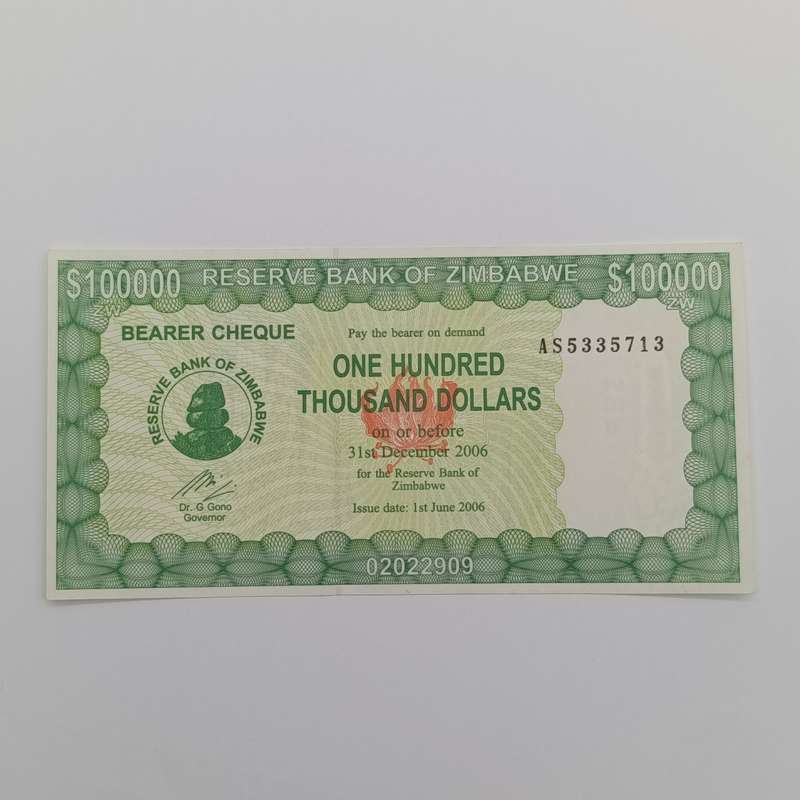 $100000 RESERVE BANK OF ZIMBABWE $100000
ZW ZW
BEARER CHEQUE
Pay the bearer on demand
AS5335713
ONE HUNDRED
THOUSAND DOLLARS
RESERVE BANK OF ZIMBABWE
on or before
31st December 2006
for the Reserve Bank of
Zimbabwe
Dr. G Gono
Governor
Issue date: 1st June 2006
02022909